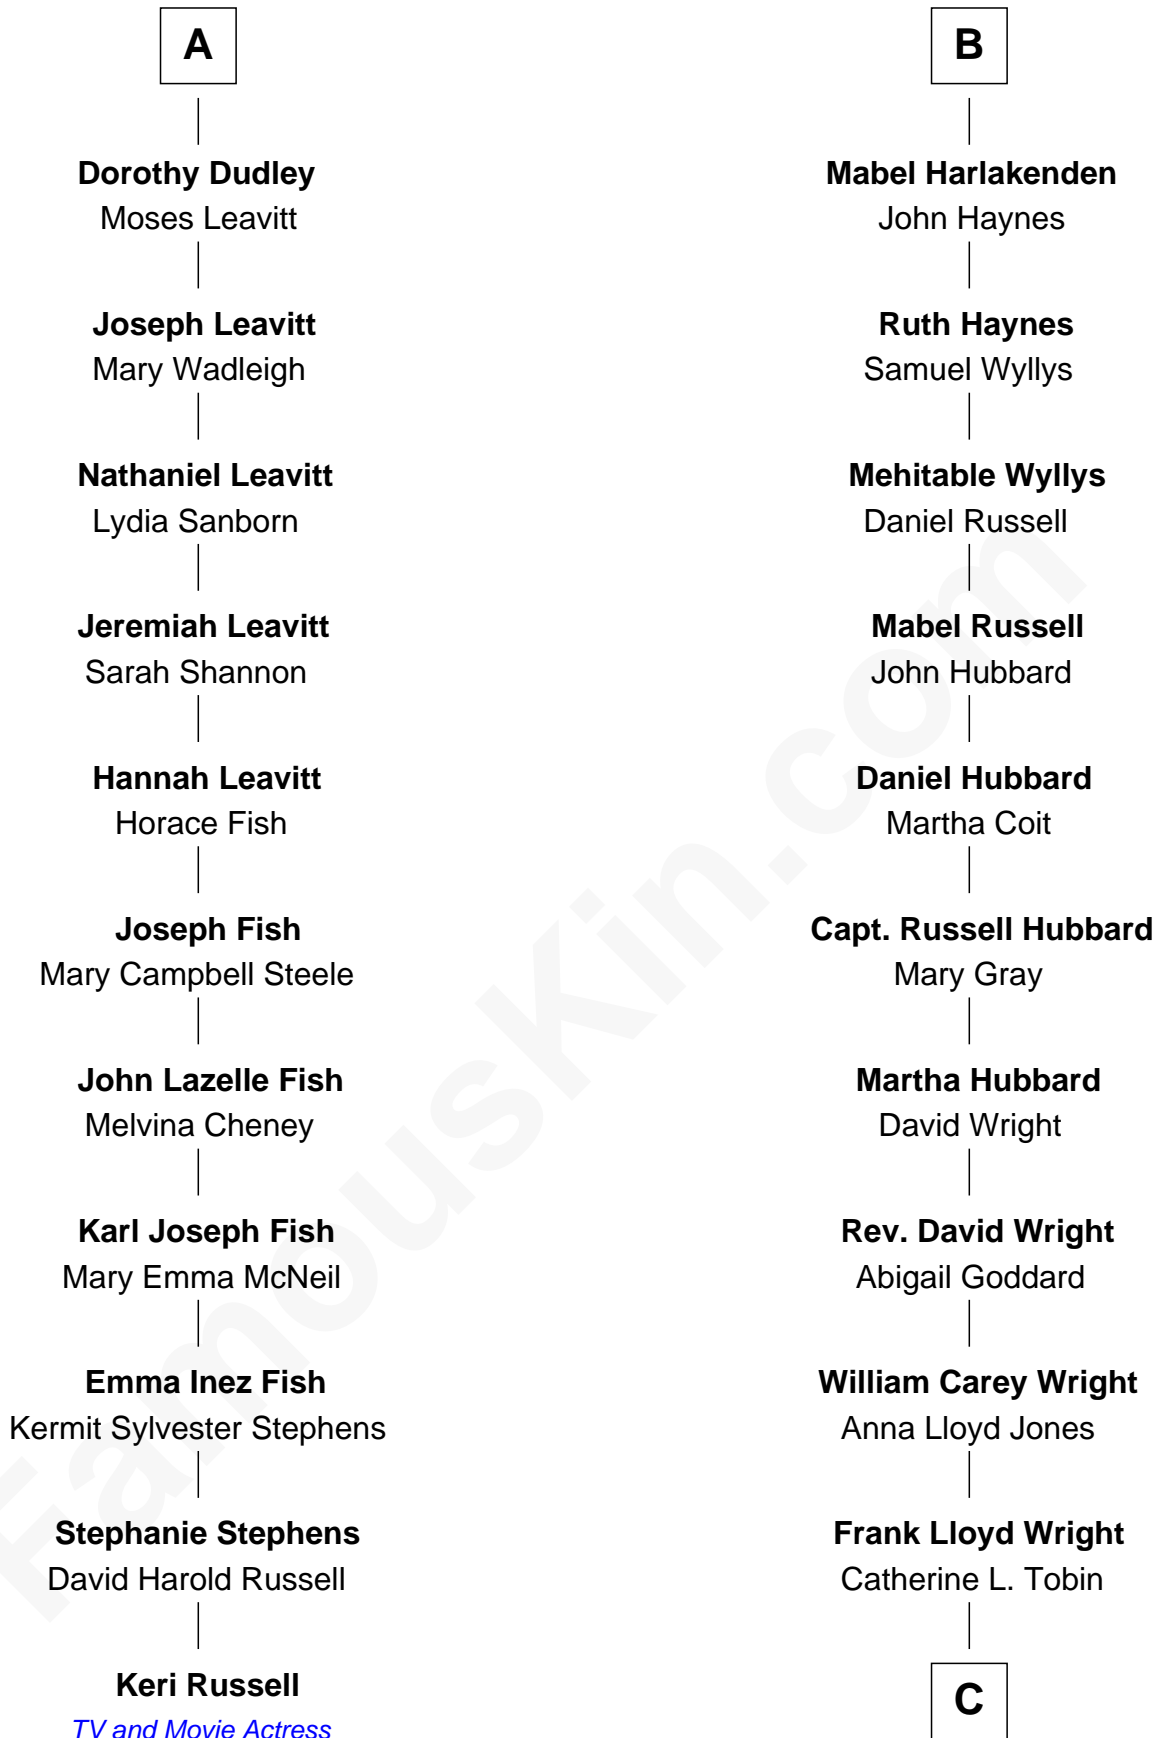 A
Dorothy Dudley
Moses Leavitt
Joseph Leavitt
Mary Wadleigh
Nathaniel Leavitt
Lydia Sanborn
Jeremiah Leavitt
Sarah Shannon
Hannah Leavitt
Horace Fish
Joseph Fish
Mary Campbell Steele
John Lazelle Fish
Melvina Cheney
Karl Joseph Fish
Mary Emma McNeil
Emma Inez Fish
Kermit Sylvester Stephens
Stephanie Stephens
David Harold Russell
Keri Russell
TV and Movie Actress
B
Mabel Harlakenden
John Haynes
Ruth Haynes
Samuel Wyllys
Mehitable Wyllys
Daniel Russell
Mabel Russell
John Hubbard
Daniel Hubbard
Martha Coit
Capt. Russell Hubbard
Mary Gray
Martha Hubbard
David Wright
Rev. David Wright
Abigail Goddard
William Carey Wright
Anna Lloyd Jones
Frank Lloyd Wright
Catherine L. Tobin
C
FamousKin.com